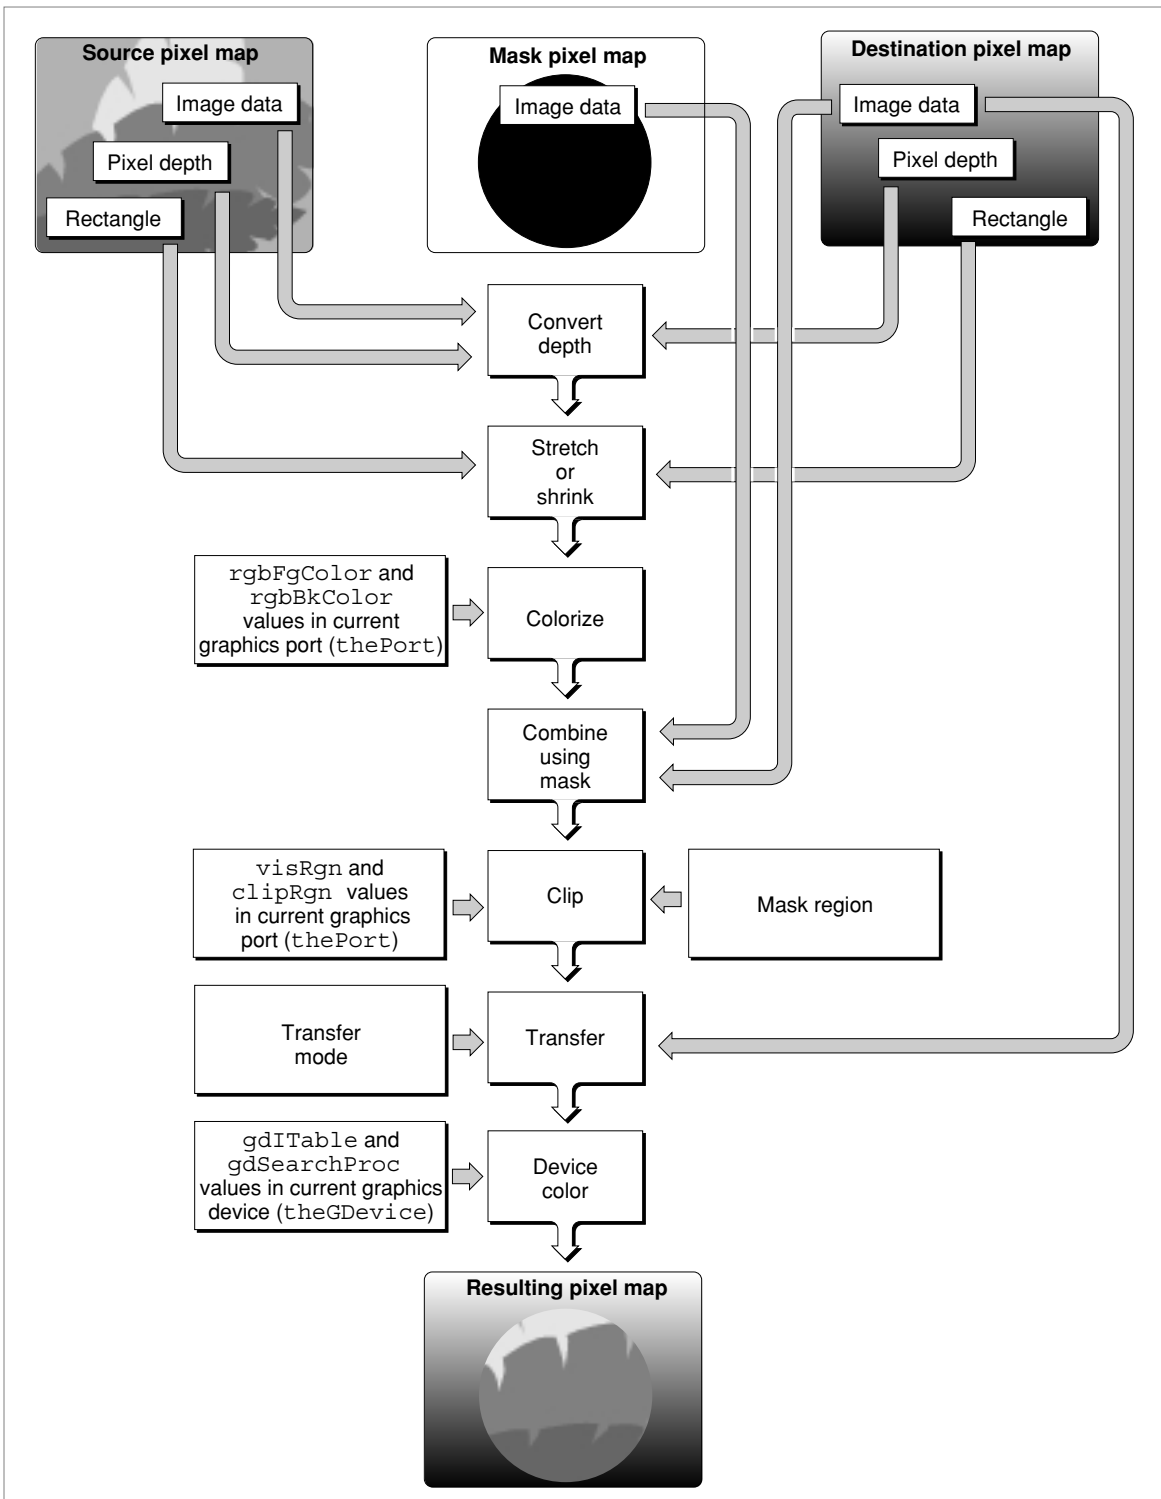 Source pixel map
Image data
Pixel depth
Rectangle
Mask pixel map
Image data
Destination pixel map
Image data
Pixel depth
Rectangle
Convert
depth
Stretch
or
shrink
rgbFgColor and
rgbBkColor
values in current
graphics port (thePort)
Colorize
Combine
using
mask
visRgn and
clipRgn values
in current graphics
port (thePort)
Clip
Mask region
Transfer
mode
Transfer
gdITable and
gdSearchProc
values in current graphics
device (theGDevice)
Device
color
Resulting pixel map